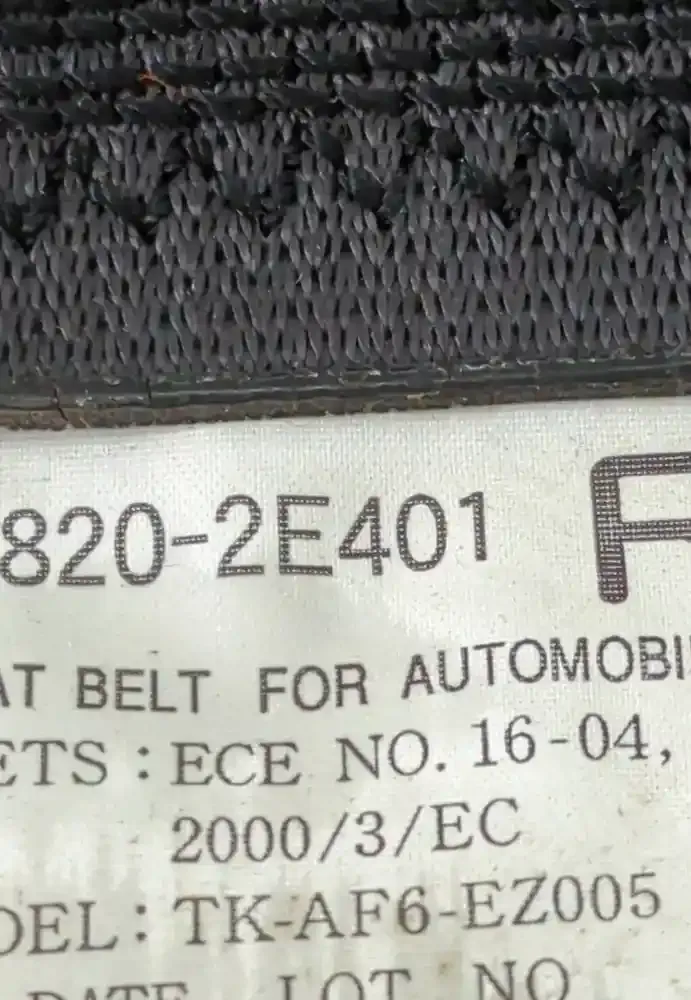 820-2E401 F
AT BELT FOR AUTOMOBI
ETS : ECE NO. 16-04,
2000/3/EC
DEL: TK-AF6-EZ005
DATE LOT NO